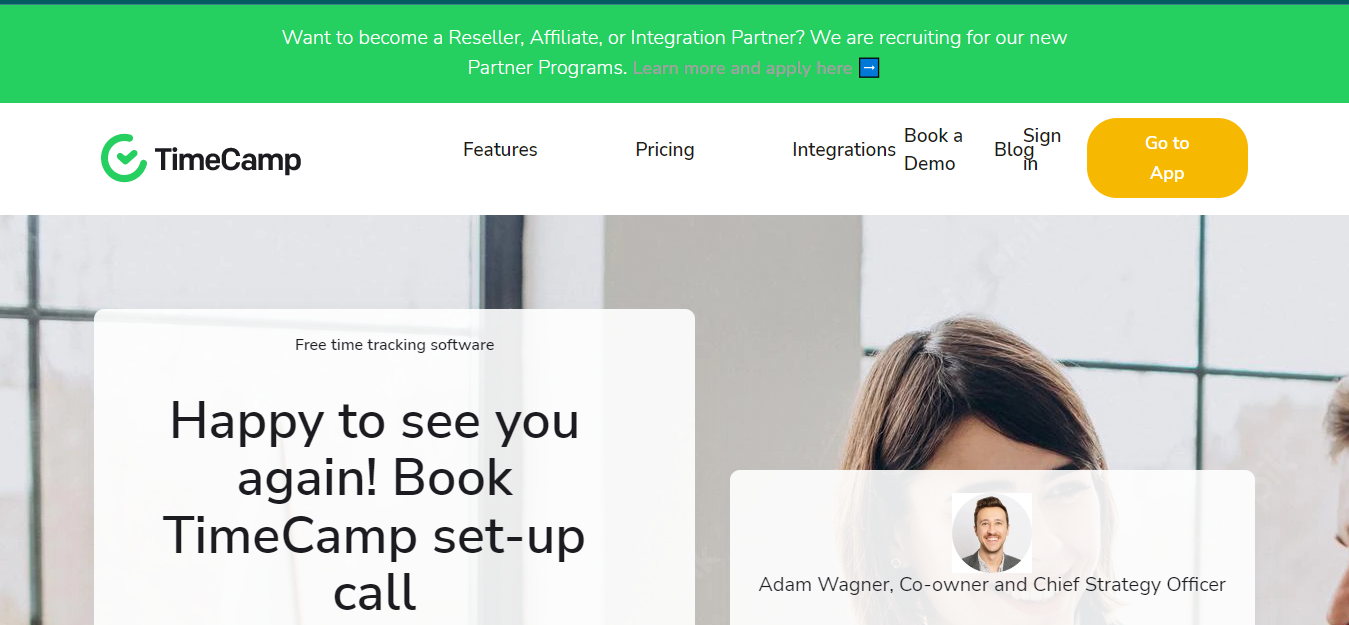 Want to become a Reseller, Affiliate, or Integration Partner? We are recruiting for our new
Partner Programs. Learn more and apply here ➡
TimeCamp
Features
Pricing
Integrations
Book a
Demo
Blog
Sign
in
Go to
App
Free time tracking software
Happy to see you
again! Book
TimeCamp set-up
call
Adam Wagner, Co-owner and Chief Strategy Officer